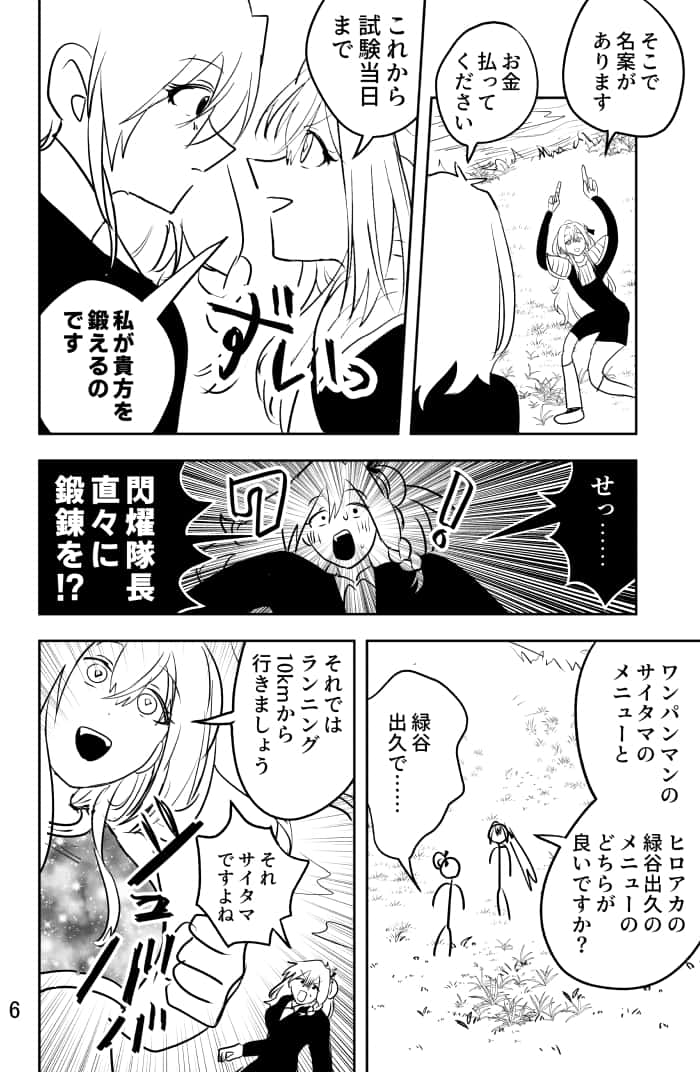 そこで
名案が
あります
お金
払って
ください
これから
試験当日
まで
ずいっ
私が貴方を
鍛えるの
です
せっ……
ワ
!
閃燿隊長
直々に
鍛錬を!?
ワンパンマンの
サイタマの
メニューと
ヒロアカの
緑谷出久の
メニューの
どちらが
良いですか?
緑谷
出久で……
それでは
ランニング
10kmから
行きましょう
それ
サイタマ
ですよね
6